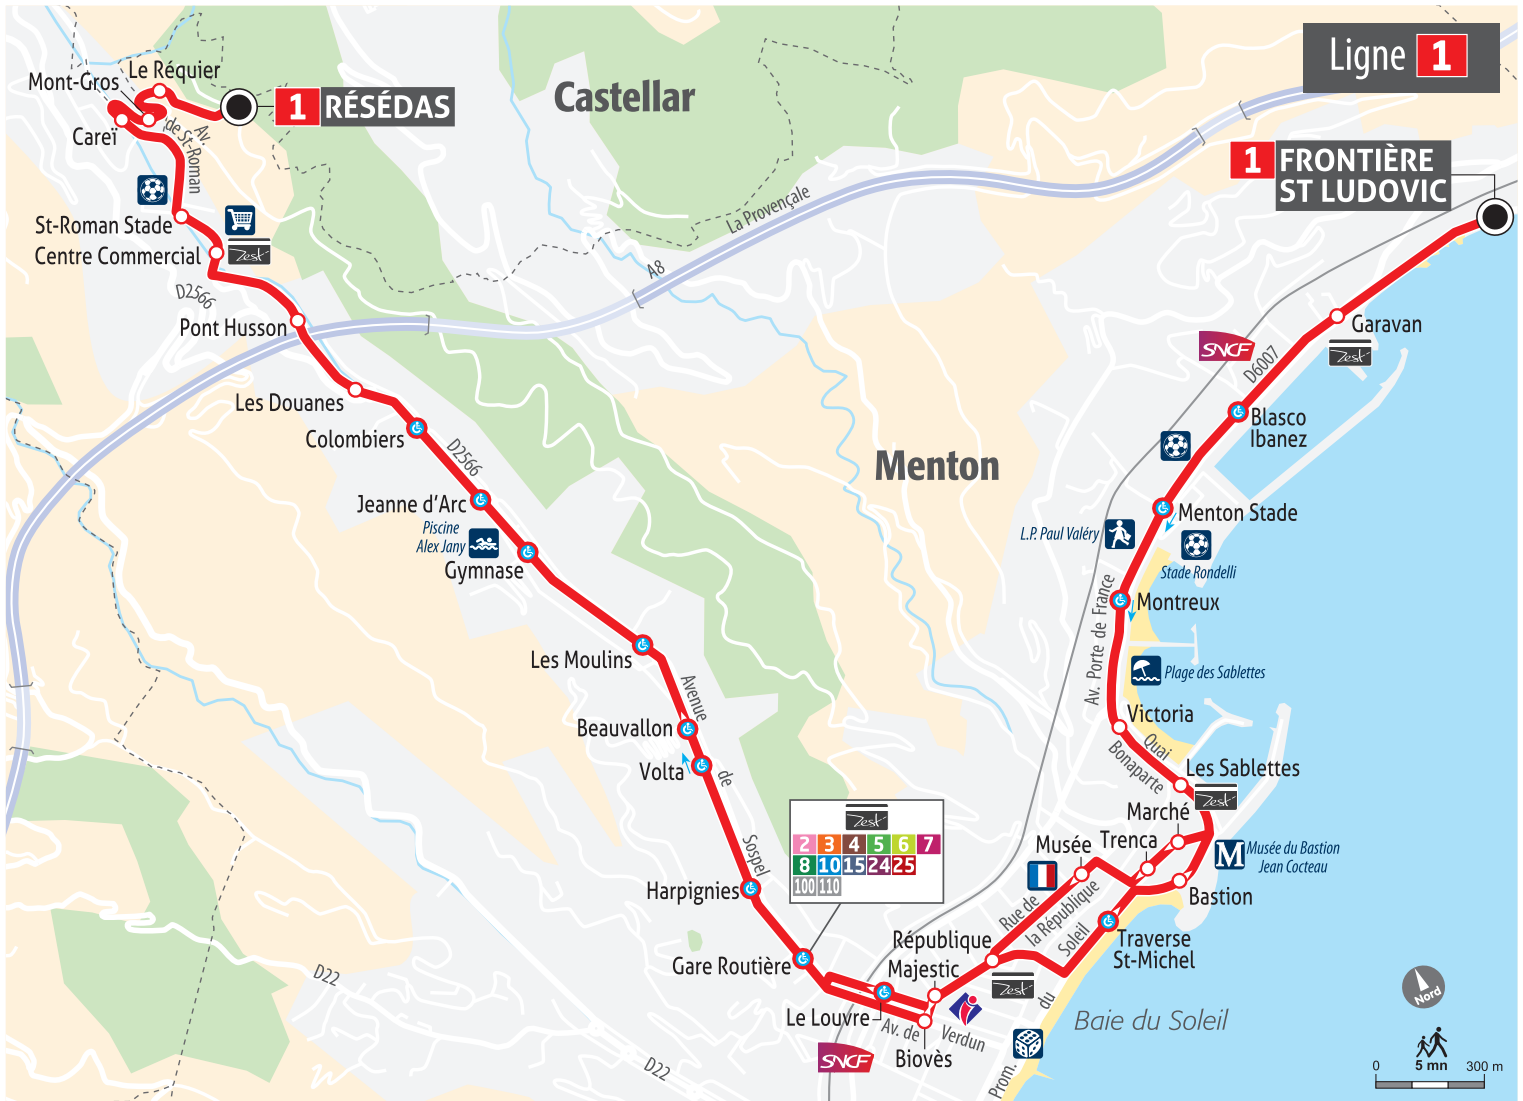 Ligne 1
Le Réquier
Mont-Gros
Careï
1 RÉSÉDAS
Av.
de St-Roman
Castellar
1 FRONTIÈRE
ST LUDOVIC
La Provençale
A8
St-Roman Stade
Centre Commercial
Zest
D2566
Pont Husson
Les Douanes
Colombiers
D2566
Jeanne d'Arc
Piscine
Alex Jany
Gymnase
Les Moulins
Avenue
de
Sospel
Beauvallon
Volta
Harpignies
Gare Routière
Zest
2 3 4 5 6 7
8 10 15 24 25
100 110
Menton
Garavan
Zest
SNCF
D6007
Blasco
Ibanez
Menton Stade
L.P. Paul Valéry
Stade Rondelli
Montreux
Av. Porte de France
Plage des Sablettes
Victoria
Quai
Bonaparte
Les Sablettes
Zest
Marché
Trenca
Musée
M
Musée du Bastion
Jean Cocteau
Bastion
Rue de
la République
Soleil
du
Prom.
Traverse
St-Michel
République
Zest
Majestic
Le Louvre
Av. de
Verdun
Biovès
SNCF
D22
D22
Baie du Soleil
Nord
5 mn
0
300 m